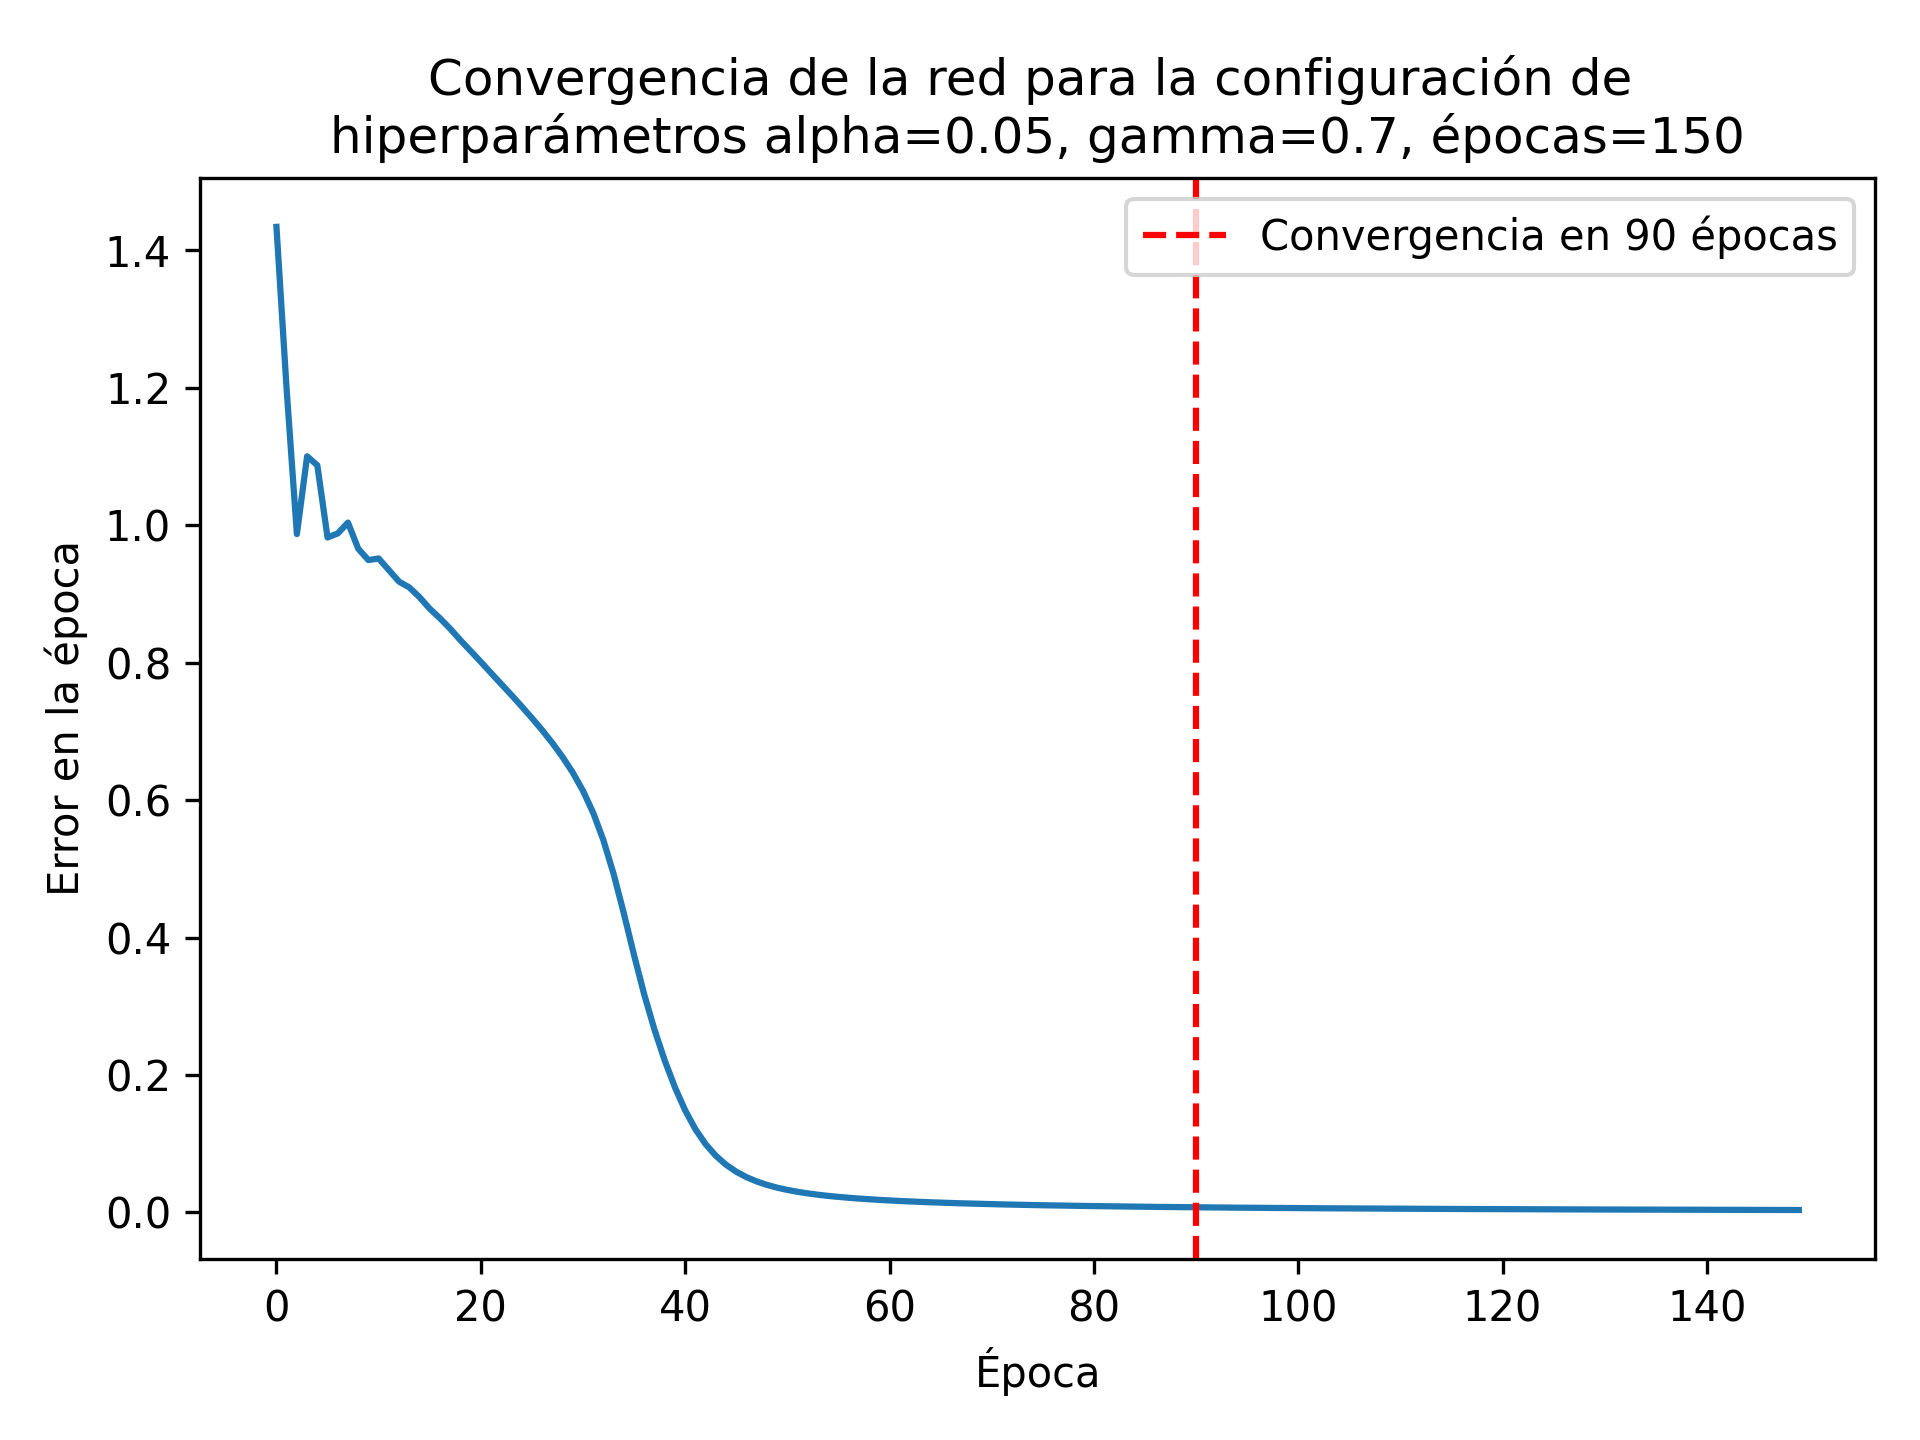 Convergencia de la red para la configuración de
hiperparámetros alpha=0.05, gamma=0.7, épocas=150
Convergencia en 90 épocas
1.4
1.2
1.0
0.8
0.6
0.4
0.2
0.0
Error en la época
0 20 40 60 80 100 120 140
Época